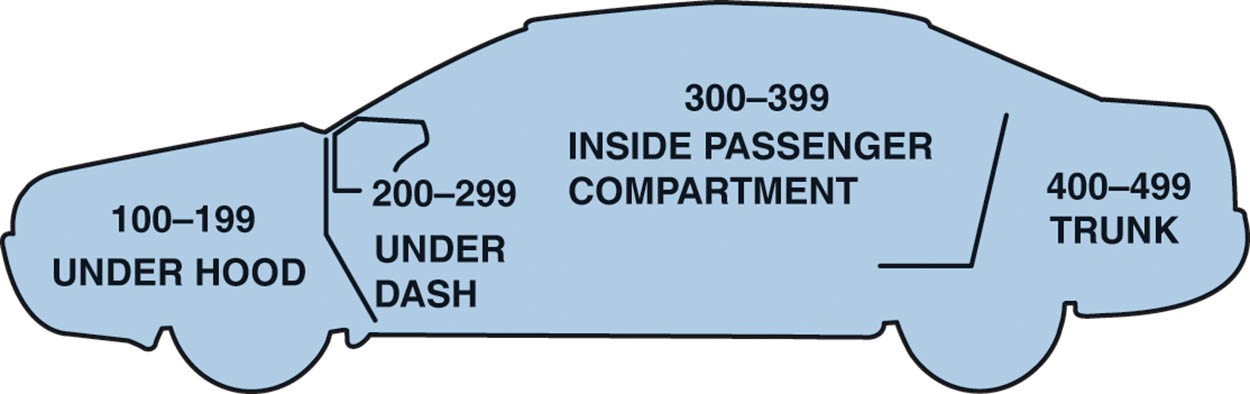 100–199
UNDER HOOD
200–299
UNDER
DASH
300–399
INSIDE PASSENGER
COMPARTMENT
400–499
TRUNK